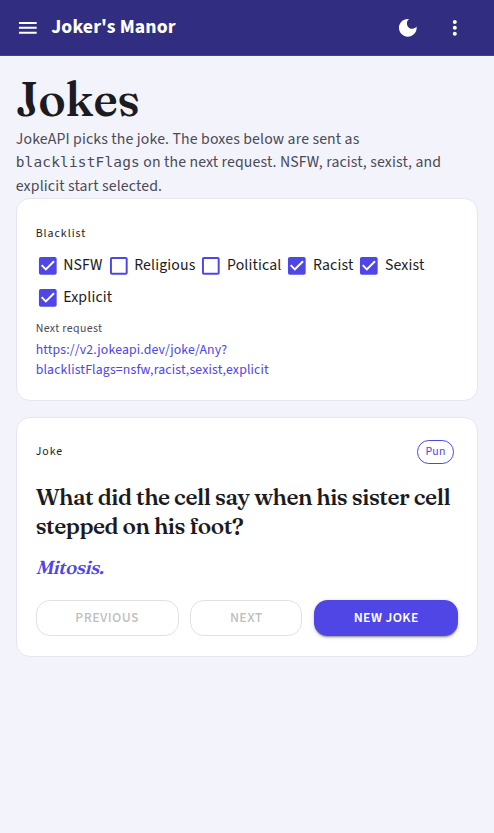 Joker's Manor
Jokes
JokeAPI picks the joke. The boxes below are sent as
blacklistFlags on the next request. NSFW, racist, sexist, and
explicit start selected.
Blacklist
NSFW Religious Political Racist Sexist
Explicit
Next request
https://v2.jokeapi.dev/joke/Any?
blacklistFlags=nsfw,racist,sexist,explicit
Joke Pun
What did the cell say when his sister cell
stepped on his foot?
Mitosis.
PREVIOUS NEXT NEW JOKE